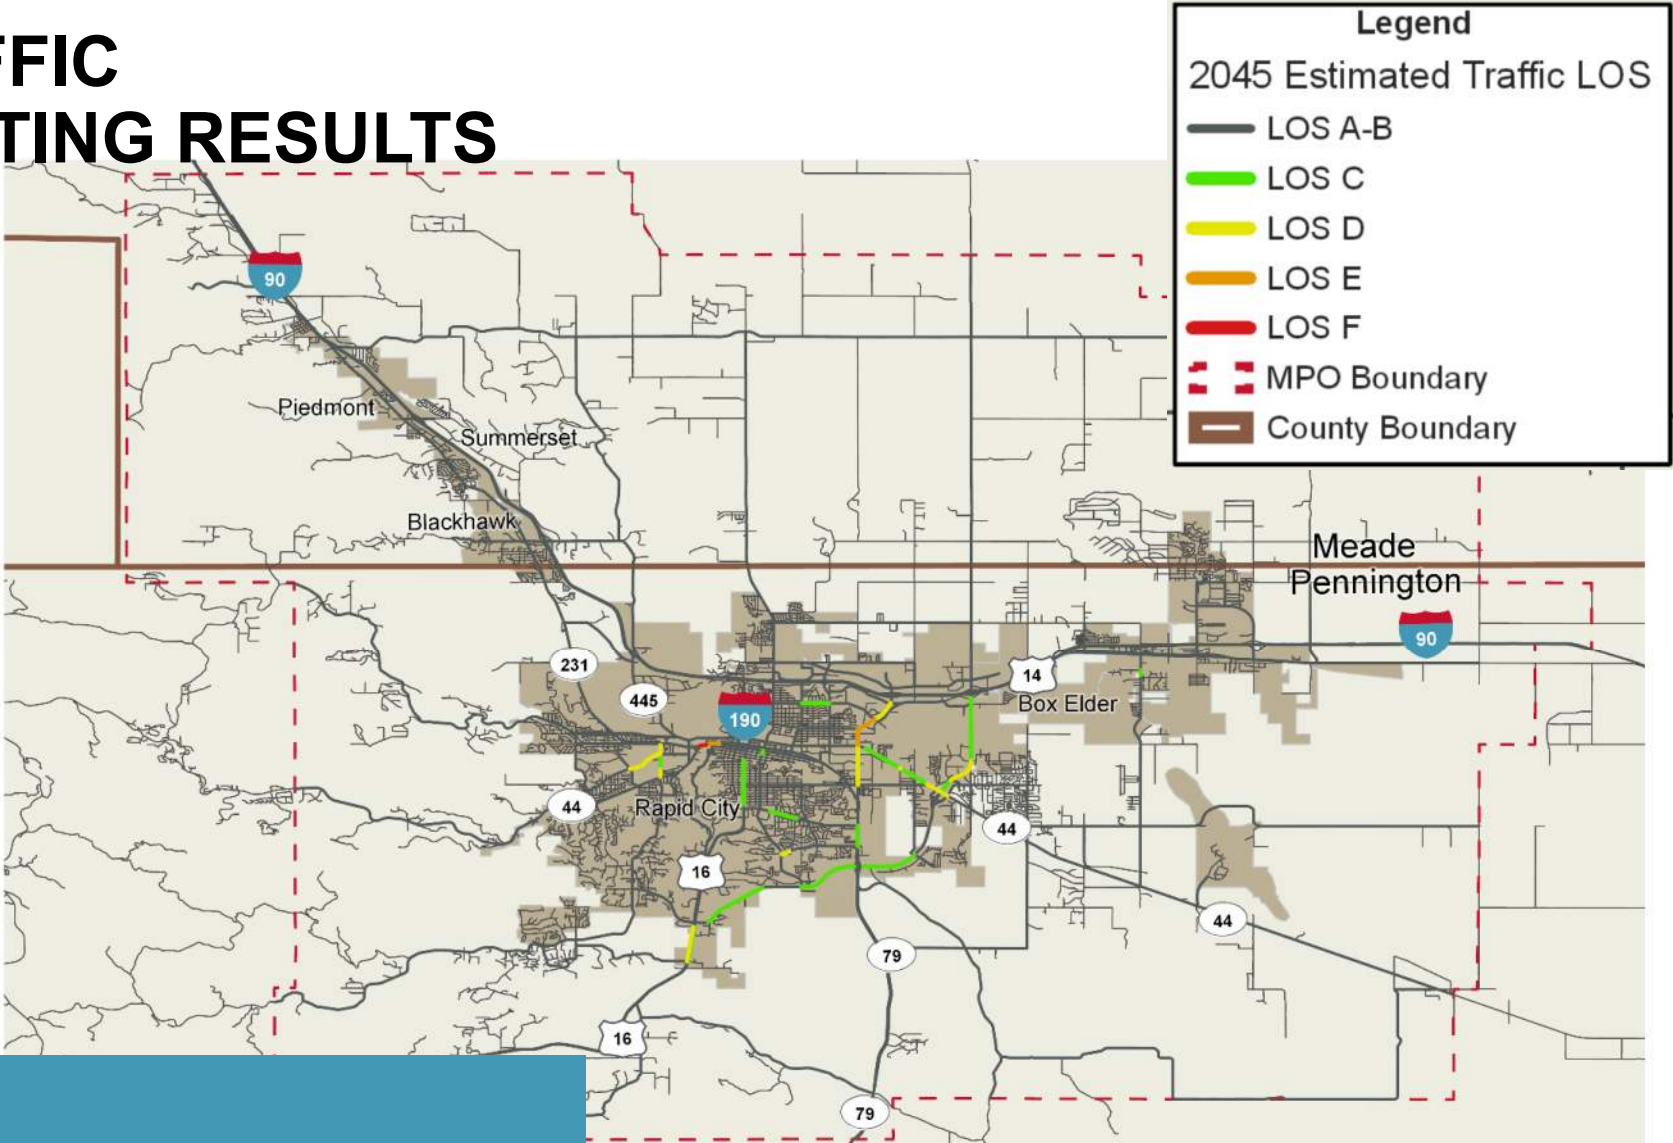 FFIC
TING RESULTS
Legend
2045 Estimated Traffic LOS
LOS A-B
LOS C
LOS D
LOS E
LOS F
MPO Boundary
County Boundary
90
Piedmont
Summerset
Blackhawk
Meade
Pennington
90
231
14
445
Box Elder
190
44
Rapid City
44
16
44
79
16
79